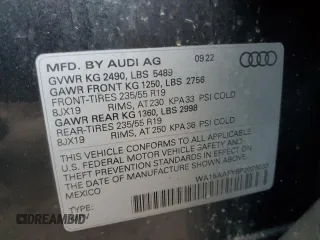 MFD. BY AUDI AG 09.22
GVWR KG 2490, LBS 5489
GAWR FRONT KG 1250, LBS 2756
FRONT-TIRES 235/55 R19
8JX19 RIMS, AT 230 KPA 33 PSI COLD
GAWR REAR KG 1360, LBS 2998
REAR-TIRES 235/55 R19
8JX19 RIMS, AT 250 KPA 36 PSI COLD
THIS VEHICLE CONFORMS TO ALL APPLICABLE
U.S. FEDERAL MOTOR VEHICLE SAFETY AND
THEFT PREVENTION STANDARDS IN EFFECT ON
THE DATE OF MANUFACTURE SHOWN ABOVE.
MEXICO
DREAMBID